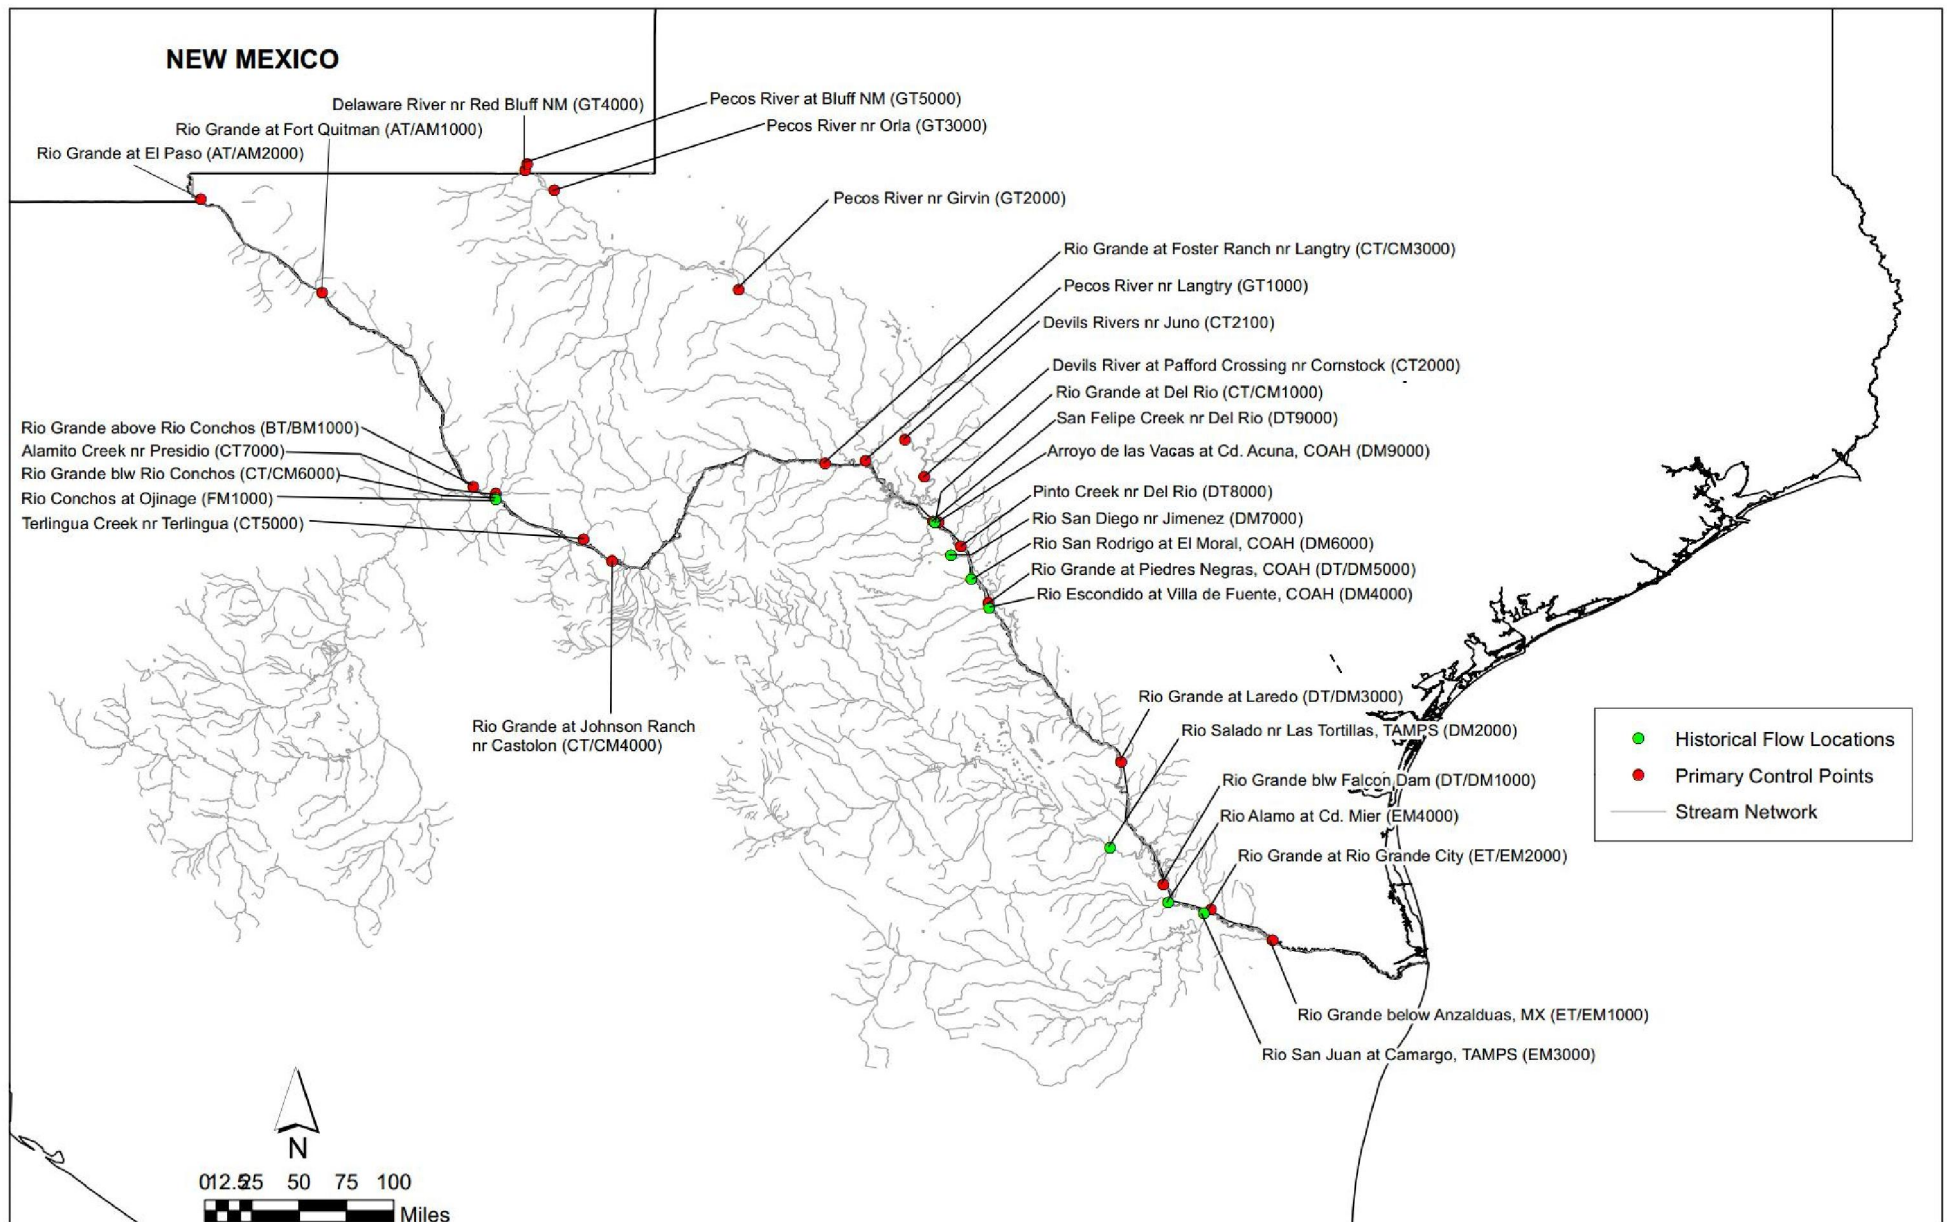 NEW MEXICO
Delaware River nr Red Bluff NM (GT4000)
Pecos River at Bluff NM (GT5000)
Rio Grande at Fort Quitman (AT/AM1000)
Pecos River nr Orla (GT3000)
Rio Grande at El Paso (AT/AM2000)
Pecos River nr Girvin (GT2000)
Rio Grande at Foster Ranch nr Langtry (CT/CM3000)
Pecos River nr Langtry (GT1000)
Devils Rivers nr Juno (CT2100)
Devils River at Pafford Crossing nr Cornstock (CT2000)
Rio Grande at Del Rio (CT/CM1000)
San Felipe Creek nr Del Rio (DT9000)
Arroyo de las Vacas at Cd. Acuna, COAH (DM9000)
Rio Grande above Rio Conchos (BT/BM1000)
Alamito Creek nr Presidio (CT7000)
Rio Grande blw Rio Conchos (CT/CM6000)
Rio Conchos at Ojinage (FM1000)
Terlingua Creek nr Terlingua (CT5000)
Pinto Creek nr Del Rio (DT8000)
Rio San Diego nr Jimenez (DM7000)
Rio San Rodrigo at El Moral, COAH (DM6000)
Rio Grande at Piedres Negras, COAH (DT/DM5000)
Rio Escondido at Villa de Fuente, COAH (DM4000)
Rio Grande at Johnson Ranch
nr Castolon (CT/CM4000)
Rio Grande at Laredo (DT/DM3000)
Rio Salado nr Las Tortillas, TAMPS (DM2000)
Rio Grande blw Falcon Dam (DT/DM1000)
Rio Alamo at Cd. Mier (EM4000)
Rio Grande at Rio Grande City (ET/EM2000)
Rio Grande below Anzalduas, MX (ET/EM1000)
Rio San Juan at Camargo, TAMPS (EM3000)
Historical Flow Locations
Primary Control Points
Stream Network
N
0 12.5 25 50 75 100
Miles